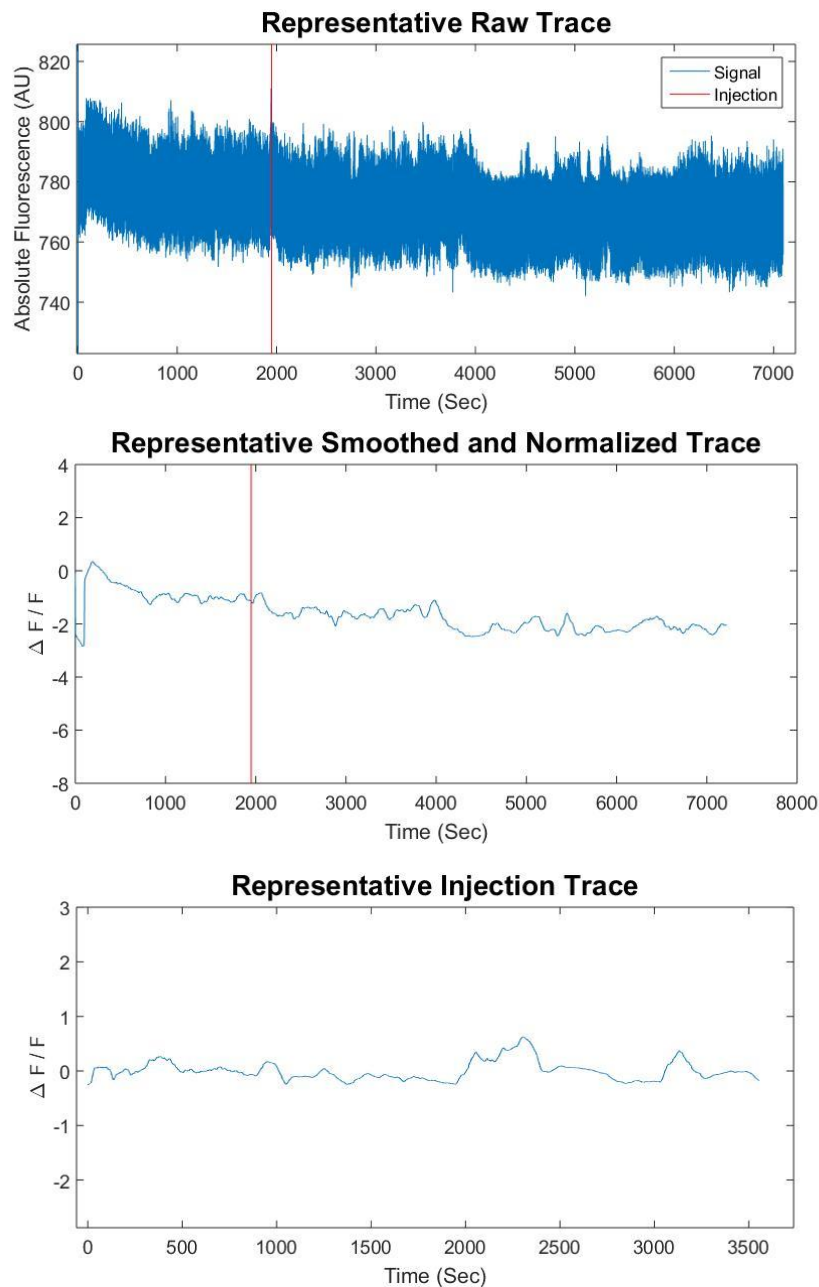 Representative Raw Trace
820
800
780
760
740
Absolute Fluorescence (AU)
Signal
Injection
0 1000 2000 3000 4000 5000 6000 7000
Time (Sec)
Representative Smoothed and Normalized Trace
4
2
0
-2
-4
-6
-8
Δ F / F
0 1000 2000 3000 4000 5000 6000 7000 8000
Time (Sec)
Representative Injection Trace
3
2
1
0
-1
-2
Δ F / F
0 500 1000 1500 2000 2500 3000 3500
Time (Sec)